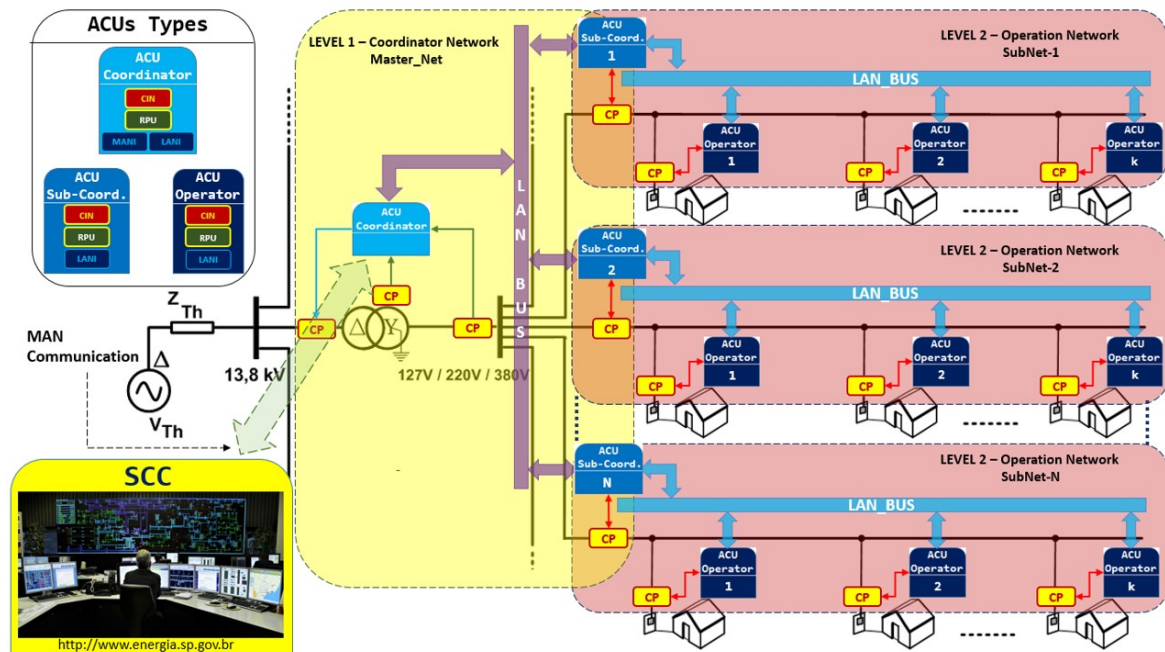 ACUs Types
ACU
Coordinator
CIN
RPU
MANI
LANI
ACU
Sub-Coord.
CIN
RPU
LANI
ACU
Operator
CIN
RPU
LANI
LEVEL 1 – Coordinator Network
Master_Net
LAN BUS
ACU
Coordinator
CP
CP
CP
Δ
Y
Z Th
Δ
V Th
13,8 kV
127V / 220V / 380V
MAN
Communication
SCC
http://www.energia.sp.gov.br
LEVEL 2 – Operation Network
SubNet-1
ACU
Sub-Coord.
1
LAN_BUS
CP
ACU
Operator
1
CP
ACU
Operator
2
CP
ACU
Operator
k
CP
LEVEL 2 – Operation Network
SubNet-2
ACU
Sub-Coord.
2
LAN_BUS
CP
ACU
Operator
1
CP
ACU
Operator
2
CP
ACU
Operator
k
CP
LEVEL 2 – Operation Network
SubNet-N
ACU
Sub-Coord.
N
LAN_BUS
CP
ACU
Operator
1
CP
ACU
Operator
2
CP
ACU
Operator
k
CP